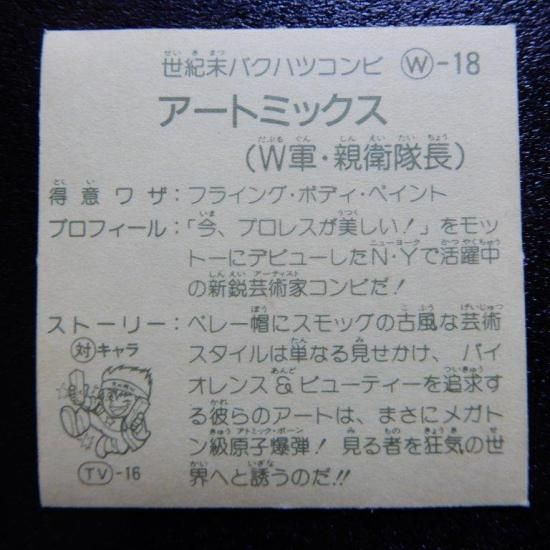 世紀末バクハツコンビ Ⓦ-18
アートミックス
(W軍・親衛隊長)
得意ワザ:フライング・ボディ・ペイント
プロフィール:「今、プロレスが美しい!」をモッ
トーにデビューしたN・Yで活躍中
の新鋭芸術家コンビだ!
ストーリー:ベレー帽にスモッグの古風な芸術
対キャラ
スタイルは単なる見せかけ、バイ
オレンス&ビューティーを追求す
る彼らのアートは、まさにメガト
ン級原子爆弾!見る者を狂気の世
界へと誘うのだ!!
TV-16